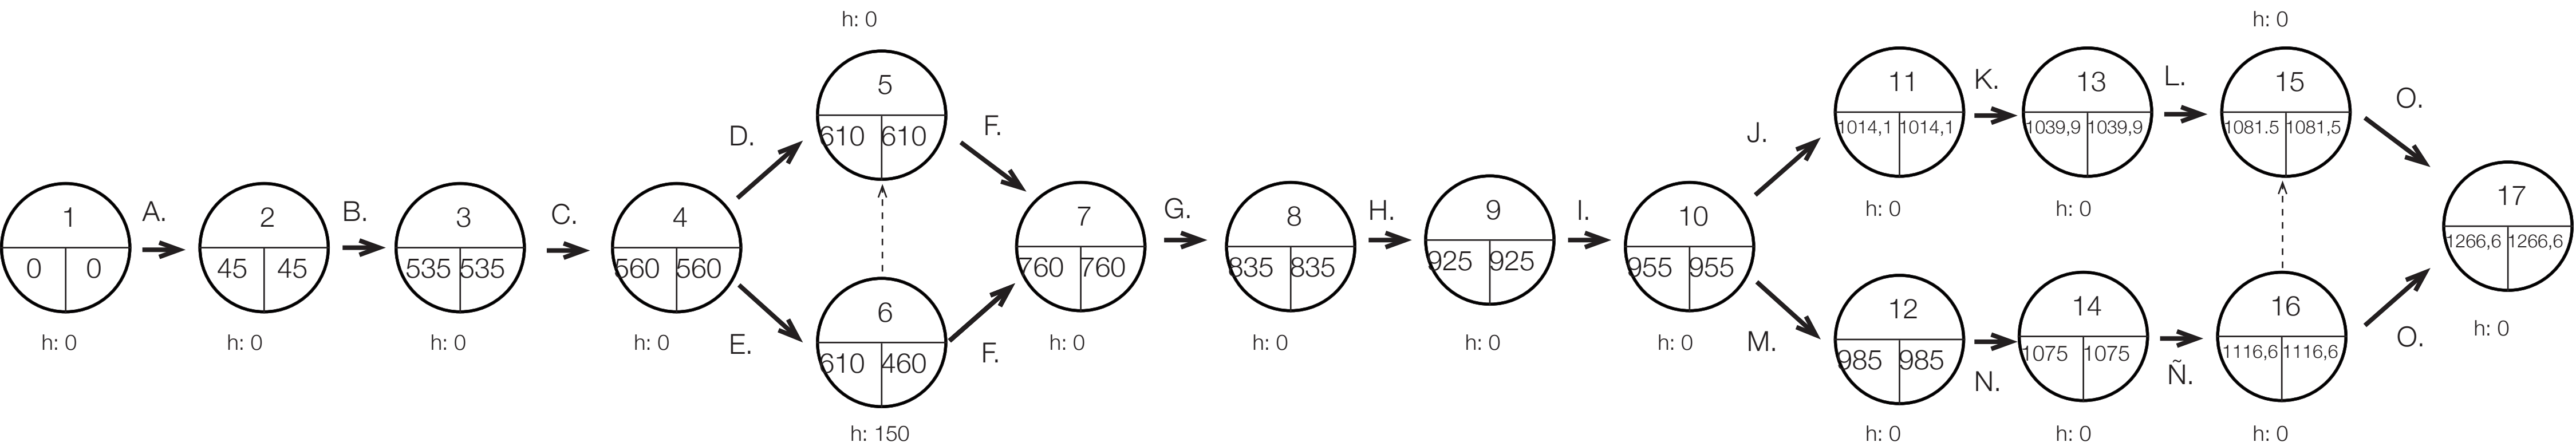 h: 0
h: 0
5
610 610
11
1014,1 1014,1
K.
13
1039,9 1039,9
L.
15
1081.5 1081,5
O.
D.
F.
J.
h: 0
h: 0
1
0 0
A.
2
45 45
B.
3
535 535
C.
4
560 560
7
760 760
G.
8
835 835
H.
9
925 925
I.
10
955 955
17
1266,6 1266,6
h: 0
h: 0
h: 0
h: 0
h: 0
h: 0
h: 0
h: 0
h: 0
E.
6
610 460
F.
M.
12
985 985
N.
14
1075 1075
Ñ.
16
1116,6 1116,6
O.
h: 150
h: 0
h: 0
h: 0